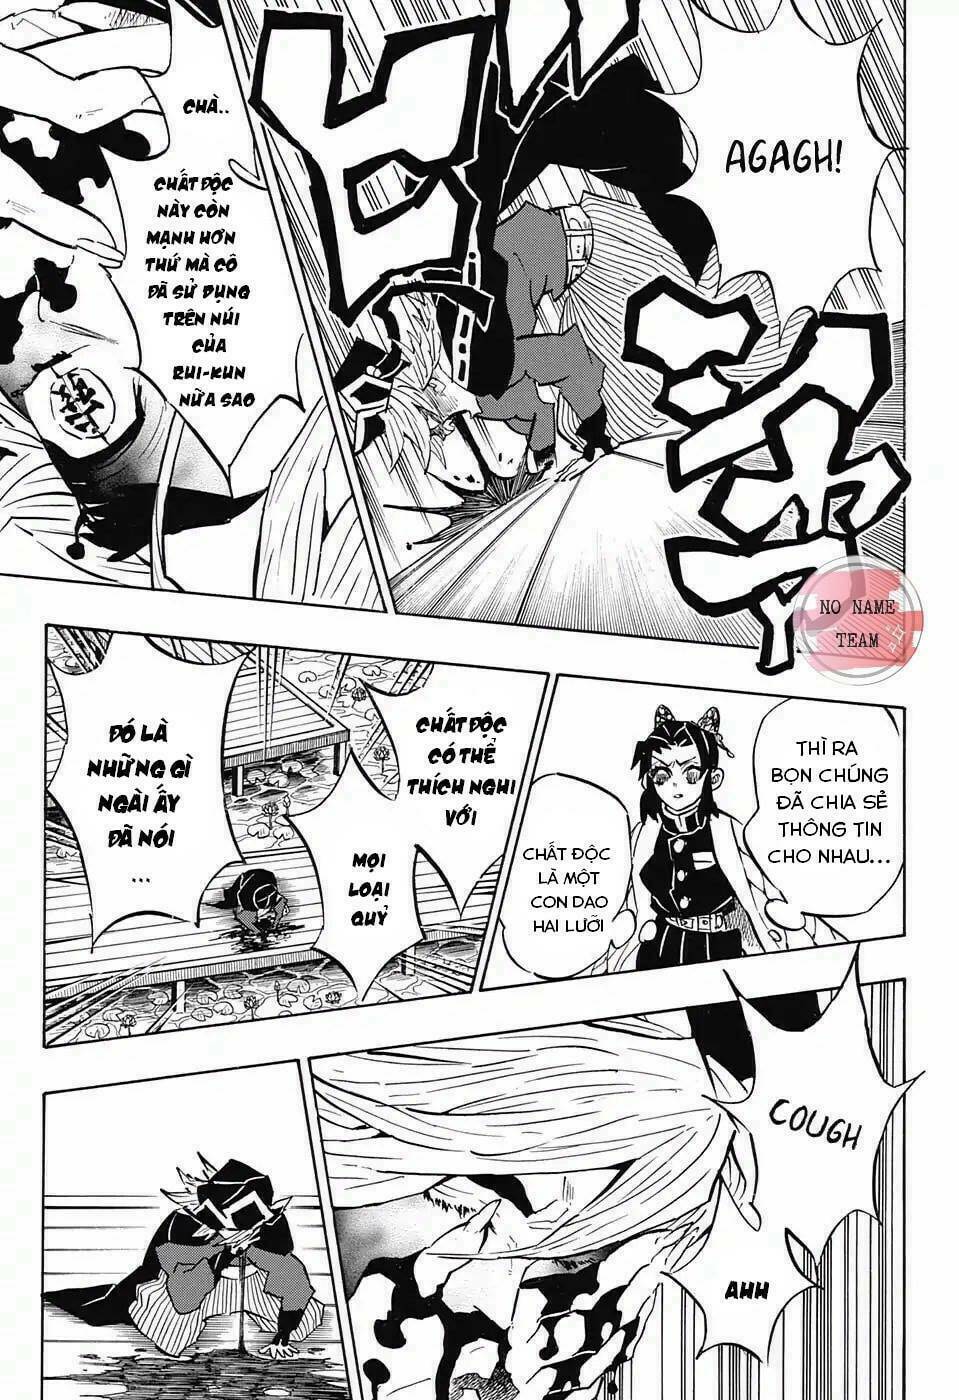 AGAGH!
ビ
チャ
CHÀ..
CHẤT ĐỘC
NÀY CÒN
MẠNH HƠN
THỨ MÀ CÔ
ĐÃ SỬ DỤNG
TRÊN NÚI
CỦA
RUI-KUN
NỮA SAO
NO NAME
TEAM
THÌ RA
BỌN CHÚNG
ĐÃ CHIA SẺ
THÔNG TIN
CHO NHAU...
CHẤT ĐỘC
LÀ MỘT
CON DAO
HAI LƯỠI
CHẤT ĐỘC
CÓ THỂ
THÍCH NGHI
VỚI
MỌI
LOẠI
QUỶ
ĐÓ LÀ
NHỮNG GÌ
NGÀI ẤY
ĐÃ NÓI
...
COUGH
AHH